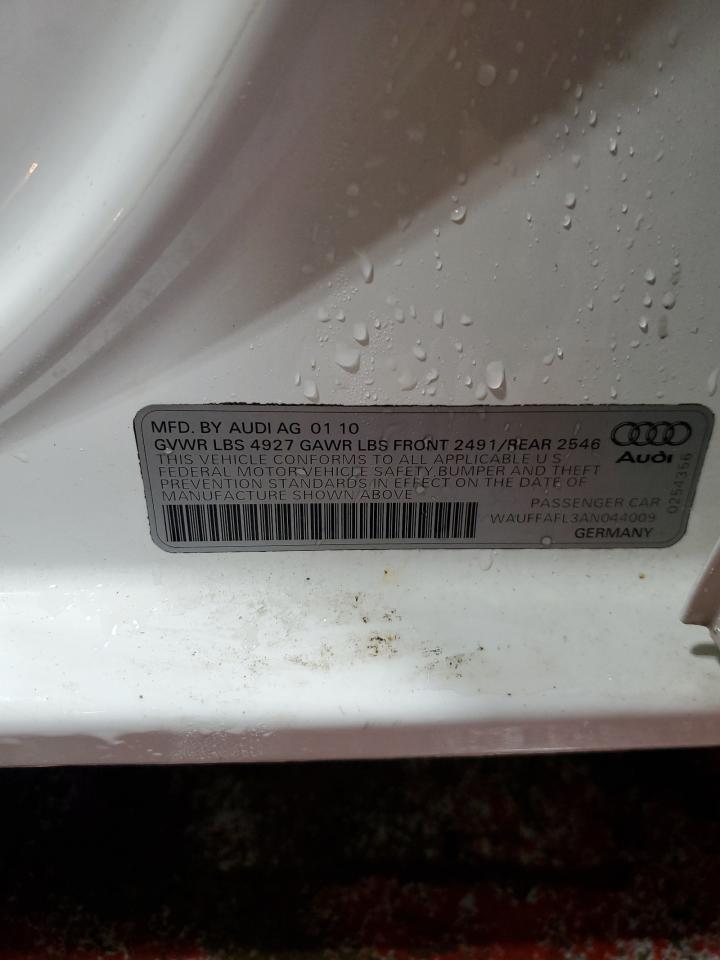 MFD. BY AUDI AG 01 10
GVWR LBS 4927 GAWR LBS FRONT 2491/REAR 2546
THIS VEHICLE CONFORMS TO ALL APPLICABLE U S
FEDERAL MOTOR VEHICLE SAFETY,BUMPER AND THEFT
PREVENTION STANDARDS IN EFFECT ON THE DATE OF
MANUFACTURE SHOWN ABOVE
Audi
PASSENGER CAR
WAUFFAFL3AN044009
GERMANY
0254356